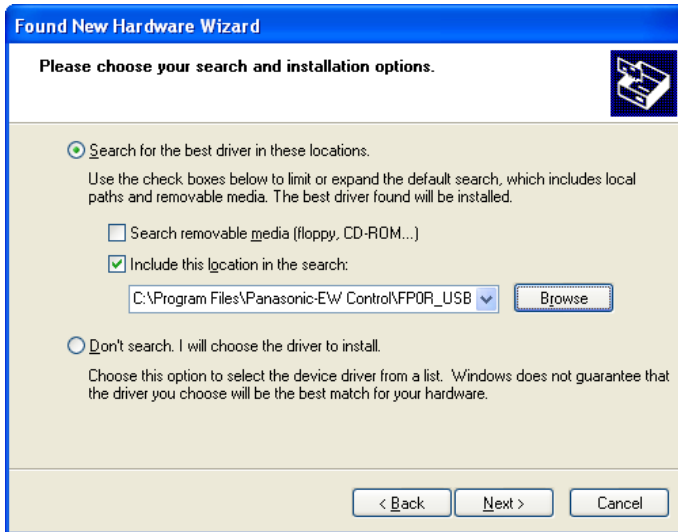 Found New Hardware Wizard
Please choose your search and installation options.
Search for the best driver in these locations.
Use the check boxes below to limit or expand the default search, which includes local
paths and removable media. The best driver found will be installed.
Search removable media (floppy, CD-ROM...)
Include this location in the search:
C:\Program Files\Panasonic-EW Control\FP0R_USB
Browse
Don't search. I will choose the driver to install.
Choose this option to select the device driver from a list. Windows does not guarantee that
the driver you choose will be the best match for your hardware.
< Back
Next >
Cancel